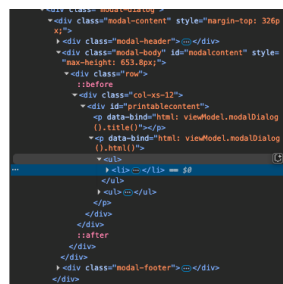 <div class="modal-dialog">
<div class="modal-content" style="margin-top: 326p
x;">
<div class="modal-header">…</div>
<div class="modal-body" id="modalcontent" style=
"max-height: 653.8px;">
<div class="row">
::before
<div class="col-xs-12">
<div id="printablecontent">
<p data-bind="html: viewModel.modalDialog
().title()"></p>
<p data-bind="html: viewModel.modalDialog
().html()">
<ul>
… <li>…</li> == $0
</ul>
<ul>…</ul>
</p>
</div>
</div>
::after
</div>
</div>
<div class="modal-footer">…</div>
</div>